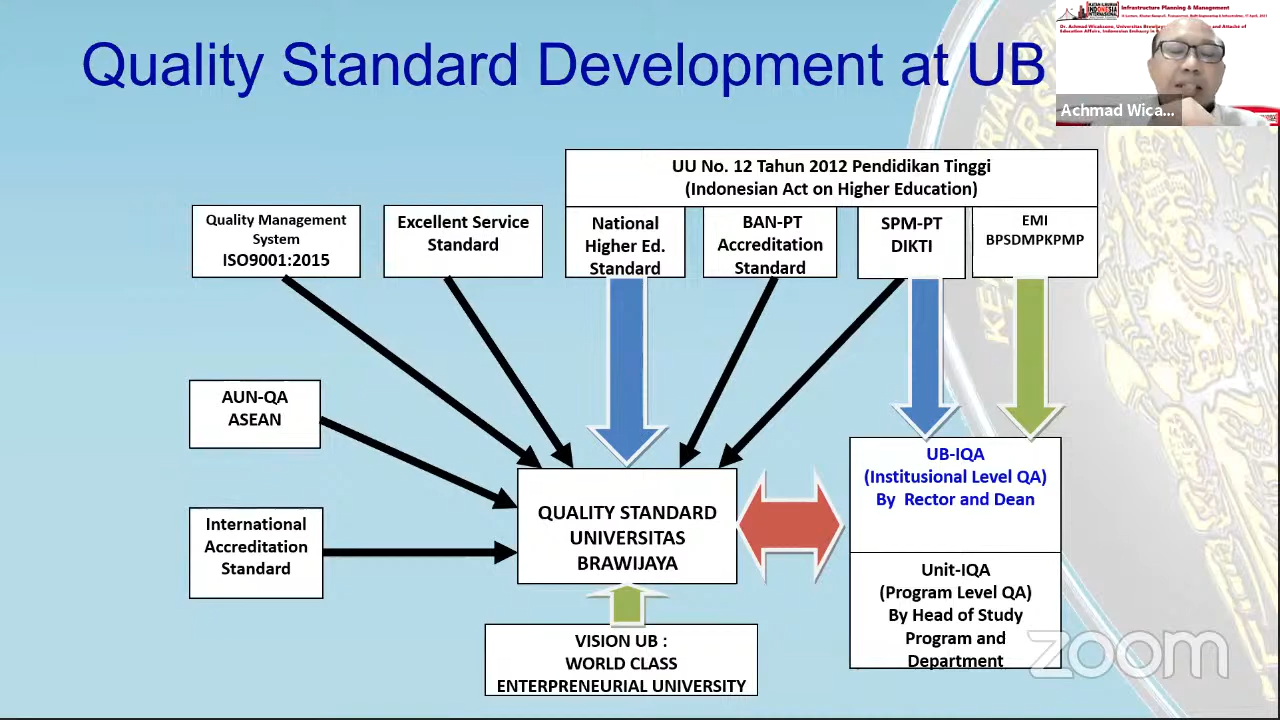 Quality Standard Development at UB
Infrastructure Planning & Management
Achmad Wica...
UU No. 12 Tahun 2012 Pendidikan Tinggi
(Indonesian Act on Higher Education)
Quality Management
System
ISO9001:2015
Excellent Service
Standard
National
Higher Ed.
Standard
BAN-PT
Accreditation
Standard
SPM-PT
DIKTI
EMI
BPSDMPKPMP
AUN-QA
ASEAN
International
Accreditation
Standard
QUALITY STANDARD
UNIVERSITAS
BRAWIJAYA
UB-IQA
(Institusional Level QA)
By Rector and Dean
Unit-IQA
(Program Level QA)
By Head of Study
Program and
Department
VISION UB :
WORLD CLASS
ENTERPRENEURIAL UNIVERSITY
zoom